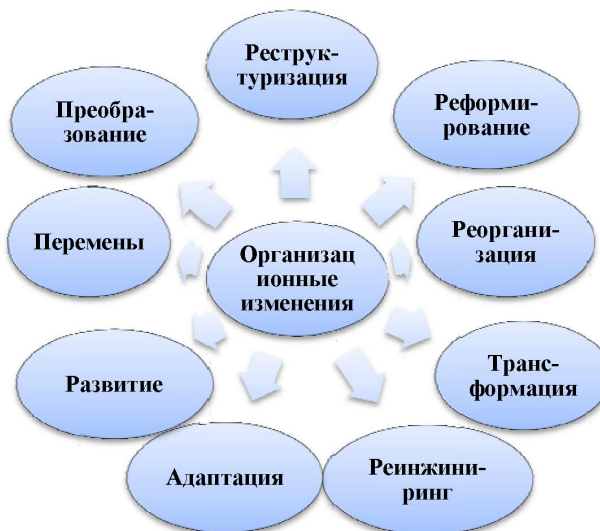 Реструк-
туризация
Преобра-
зование
Реформи-
рование
Перемены
Организац
ионные
изменения
Реоргани-
зация
Развитие
Транс-
формация
Адаптация
Реинжини-
ринг